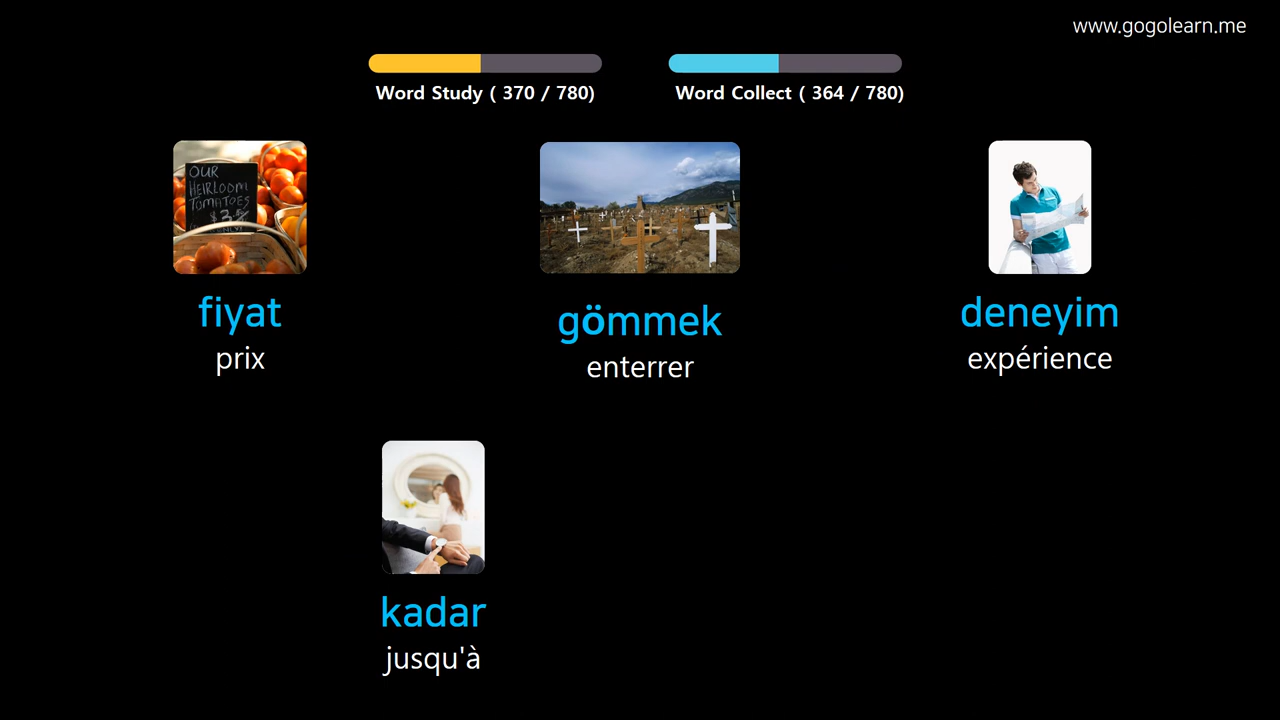 www.gogolearn.me
Word Study ( 370 / 780)
Word Collect ( 364 / 780)
OUR
HEIRLOOM
TOMATOES
fiyat
prix
gömmek
enterrer
deneyim
expérience
kadar
jusqu'à